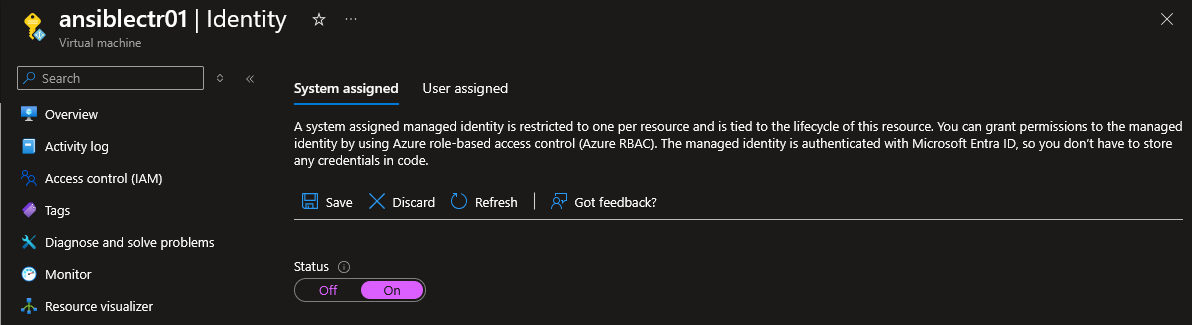 ansiblectr01 | Identity
Virtual machine
Search
Overview
Activity log
Access control (IAM)
Tags
Diagnose and solve problems
Monitor
Resource visualizer
System assigned
User assigned
A system assigned managed identity is restricted to one per resource and is tied to the lifecycle of this resource. You can grant permissions to the managed
identity by using Azure role-based access control (Azure RBAC). The managed identity is authenticated with Microsoft Entra ID, so you don't have to store
any credentials in code.
Save
Discard
Refresh
Got feedback?
Status
Off
On